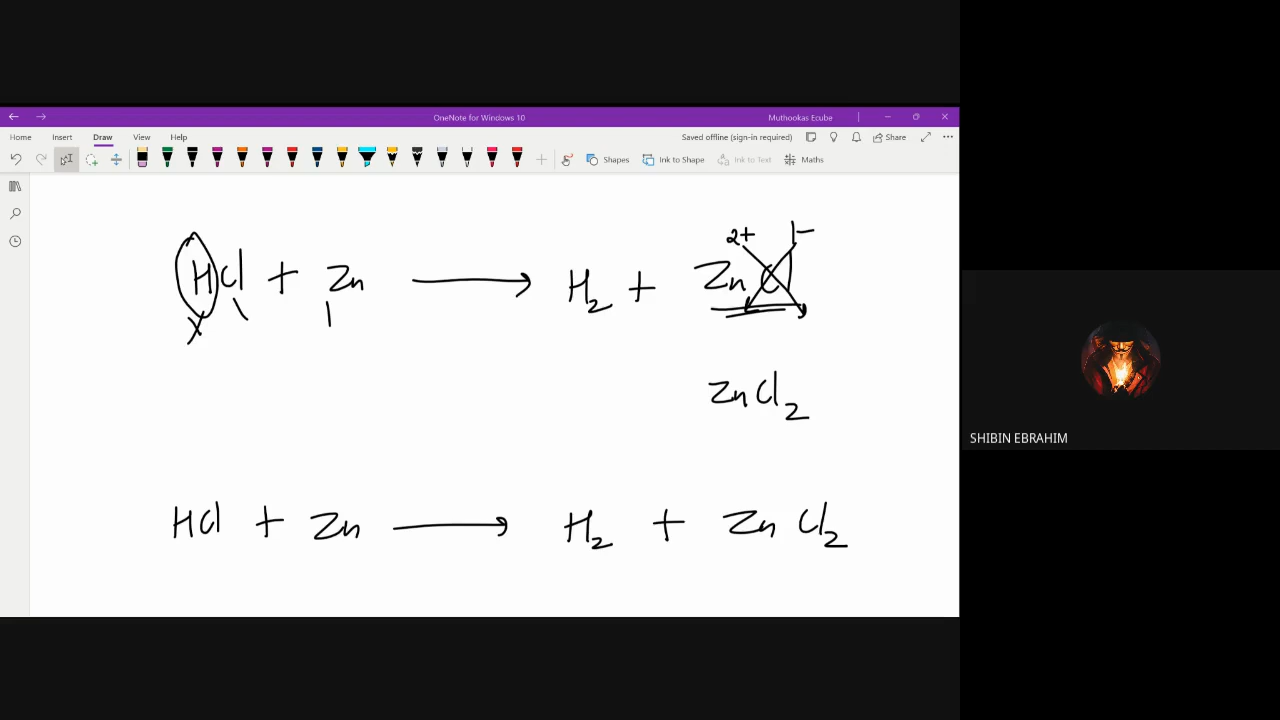 OneNote for Windows 10
Muthookas Ecube
Home Insert Draw View Help
Saved offline (sign-in required) Share
Shapes Ink to Shape Ink to Text Maths
2+ 1-
HCl + Zn ⟶ H₂ + ZnCl
ZnCl₂
HCl + Zn ⟶ H₂ + ZnCl₂
SHIBIN EBRAHIM